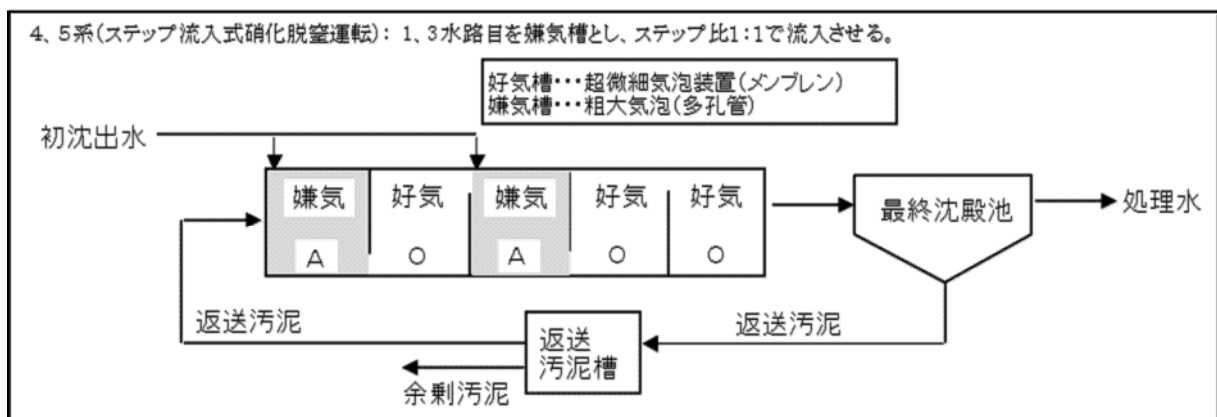 4、5系(ステップ流入式硝化脱窒運転): 1、3水路目を嫌気槽とし、ステップ比1:1で流入させる。
好気槽･･･超微細気泡装置(メンブレン)
嫌気槽･･･粗大気泡(多孔管)
初沈出水
嫌気 好気 嫌気 好気 好気
A O A O O
最終沈殿池
処理水
返送汚泥
返送
汚泥槽
返送汚泥
余剰汚泥